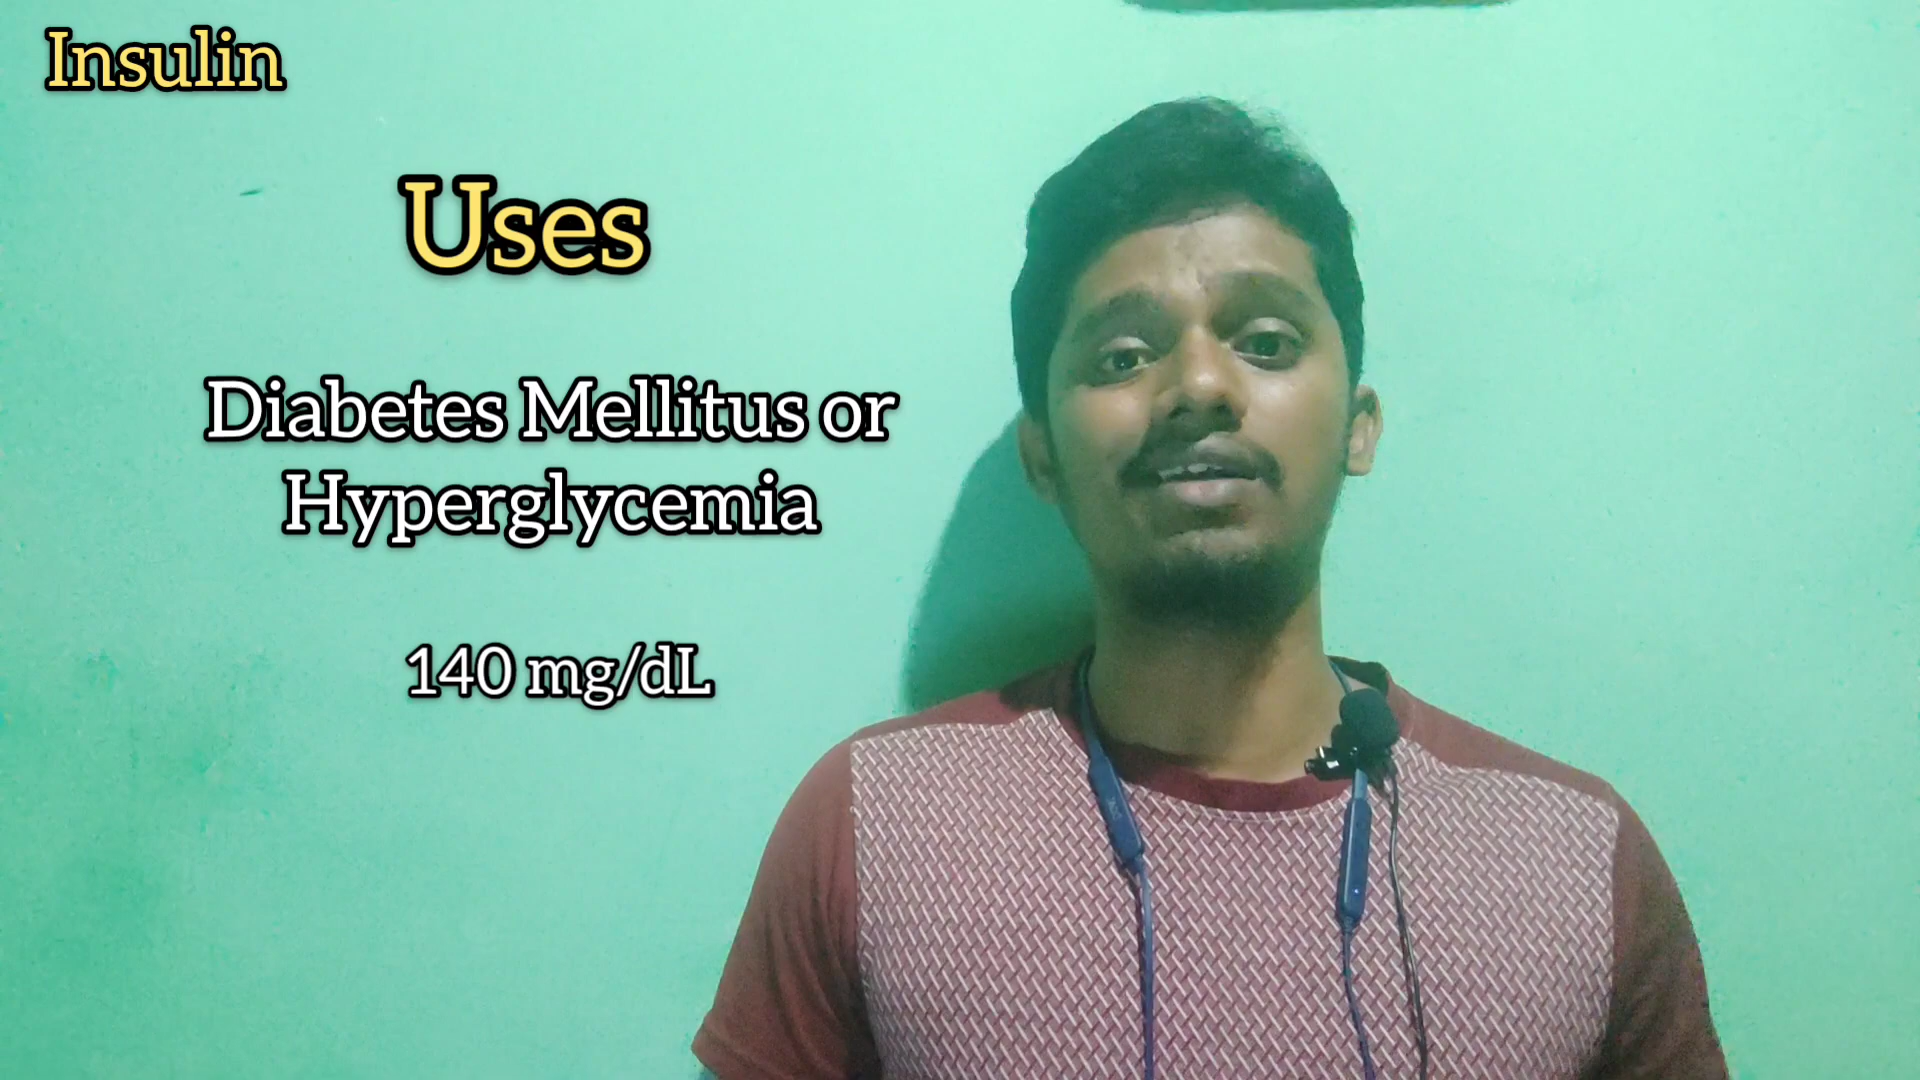 Insulin
Uses
Diabetes Mellitus or
Hyperglycemia
140 mg/dL